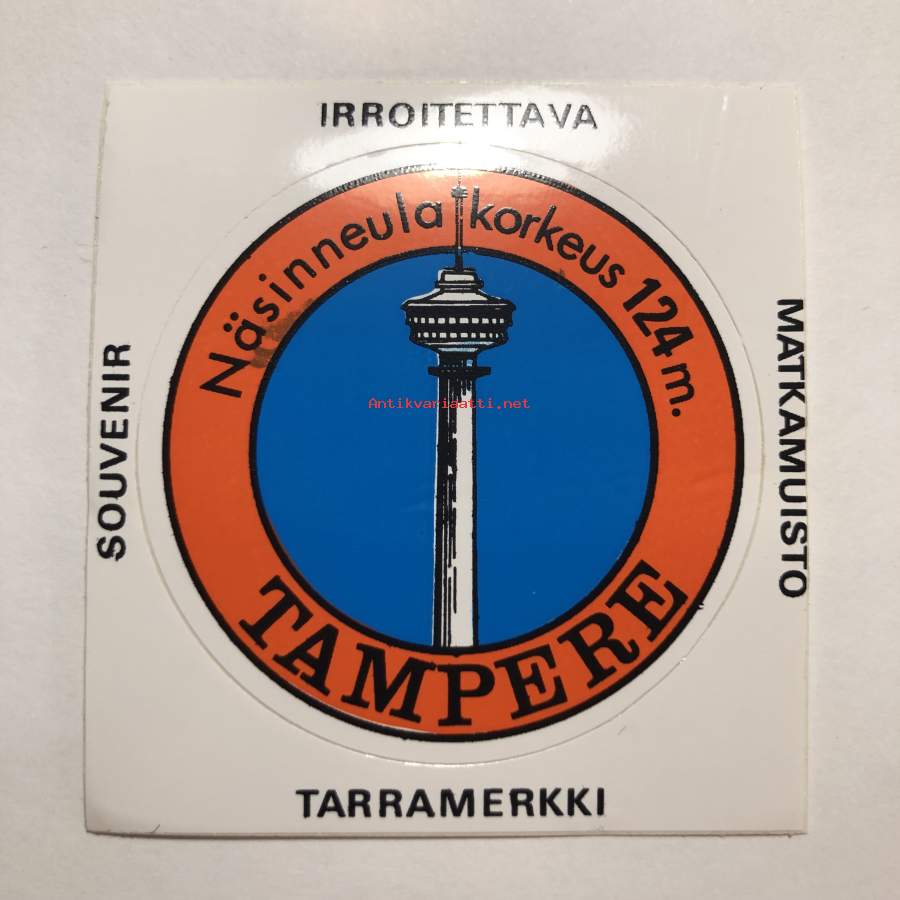 IRROITETTAVA
Näsinneula korkeus 124 m.
SOUVENIR
MATKAMUISTO
Antikvariaatti.net
TAMPERE
TARRAMERKKI